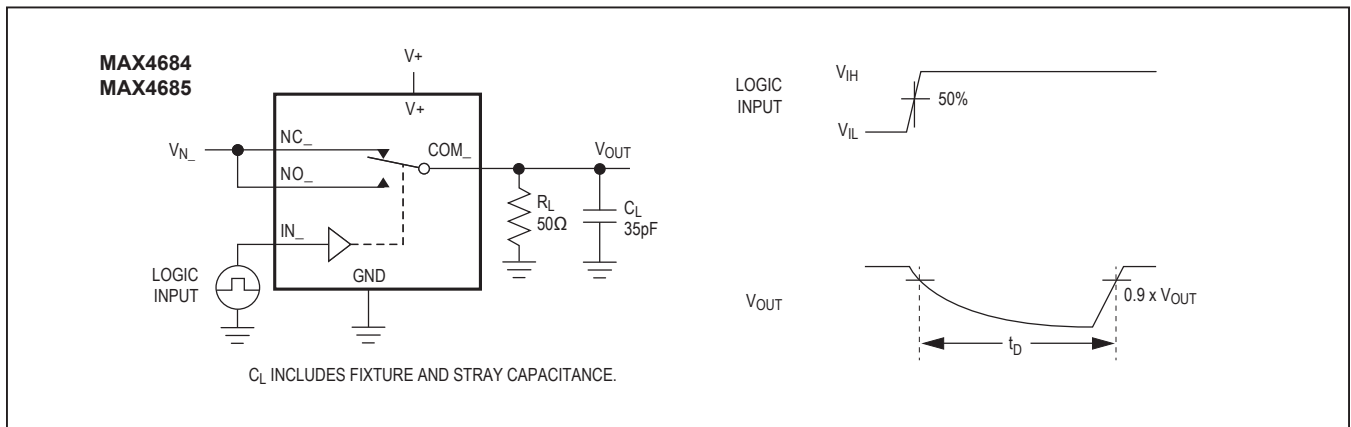 MAX4684
MAX4685
V+
V+
NC_
COM_
V_N_
V_OUT
NO_
R_L
50Ω
C_L
35pF
IN_
GND
LOGIC
INPUT
C_L INCLUDES FIXTURE AND STRAY CAPACITANCE.
LOGIC
INPUT
V_IH
50%
V_IL
V_OUT
0.9 x V_OUT
t_D